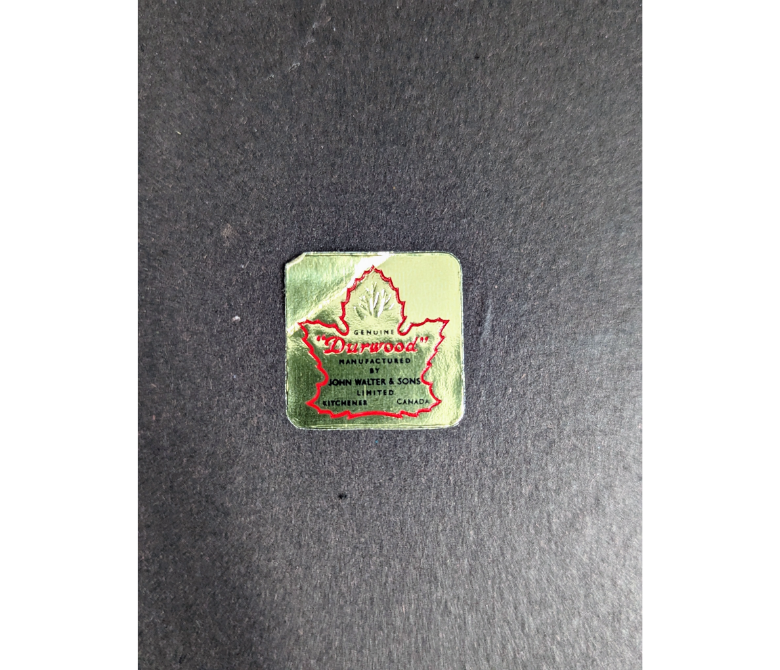 GENUINE
"Durwood"
MANUFACTURED
BY
JOHN WALTER & SONS
LIMITED
KITCHENER CANADA